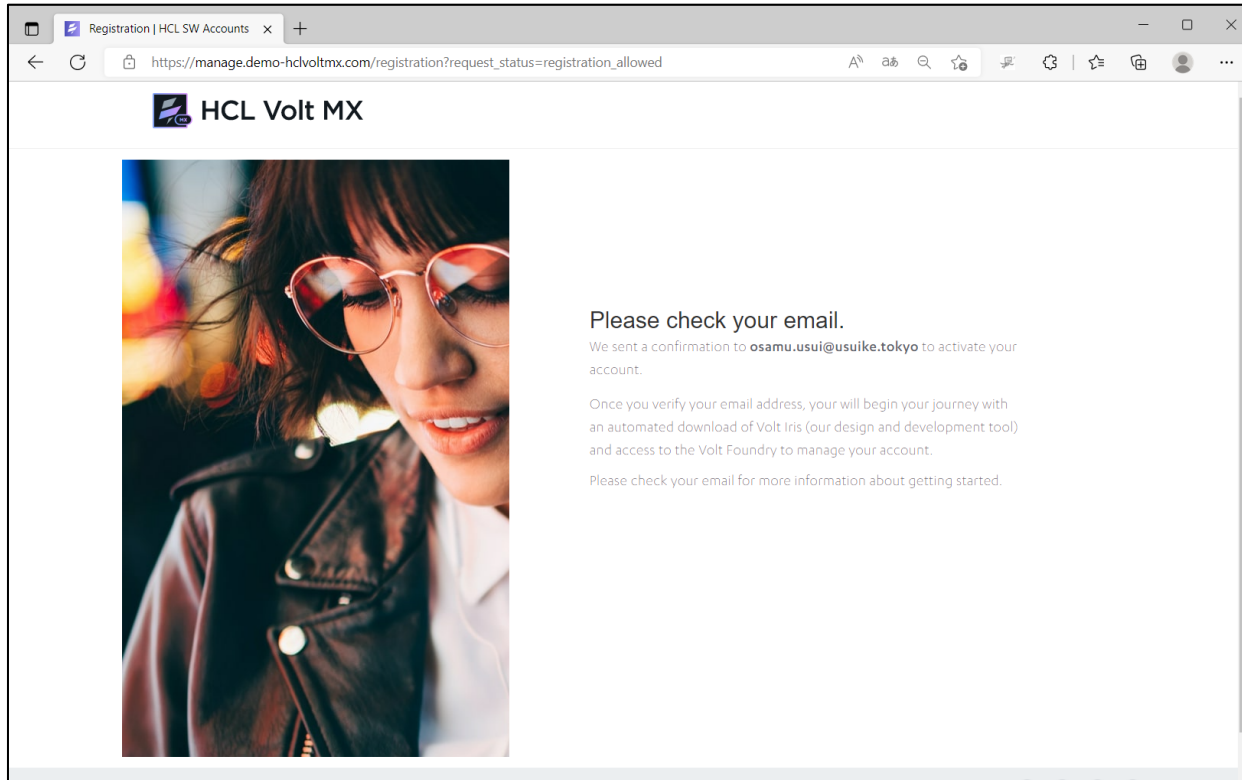 Registration | HCL SW Accounts
https://manage.demo-hclvoltmx.com/registration?request_status=registration_allowed
HCL Volt MX
Please check your email.
We sent a confirmation to osamu.usui@usuike.tokyo to activate your
account.
Once you verify your email address, your will begin your journey with
an automated download of Volt Iris (our design and development tool)
and access to the Volt Foundry to manage your account.
Please check your email for more information about getting started.